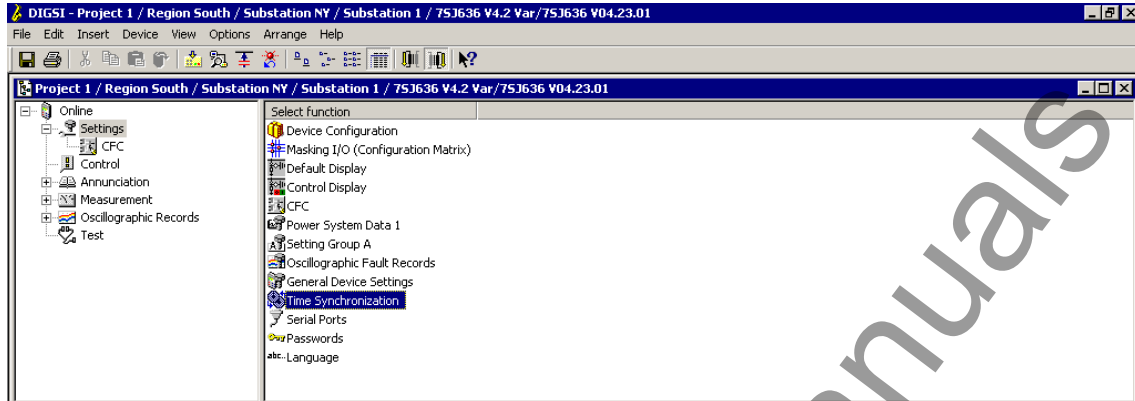 DIGSI - Project 1 / Region South / Substation NY / Substation 1 / 7SJ636 V4.2 Var/7SJ636 V04.23.01
File Edit Insert Device View Options Arrange Help
Project 1 / Region South / Substation NY / Substation 1 / 7SJ636 V4.2 Var/7SJ636 V04.23.01
Online
Settings
CFC
Control
Annunciation
Measurement
Oscillographic Records
Test
Select function
Device Configuration
Masking I/O (Configuration Matrix)
Default Display
Control Display
CFC
Power System Data 1
Setting Group A
Oscillographic Fault Records
General Device Settings
Time Synchronization
Serial Ports
Passwords
abc.. Language
nuals